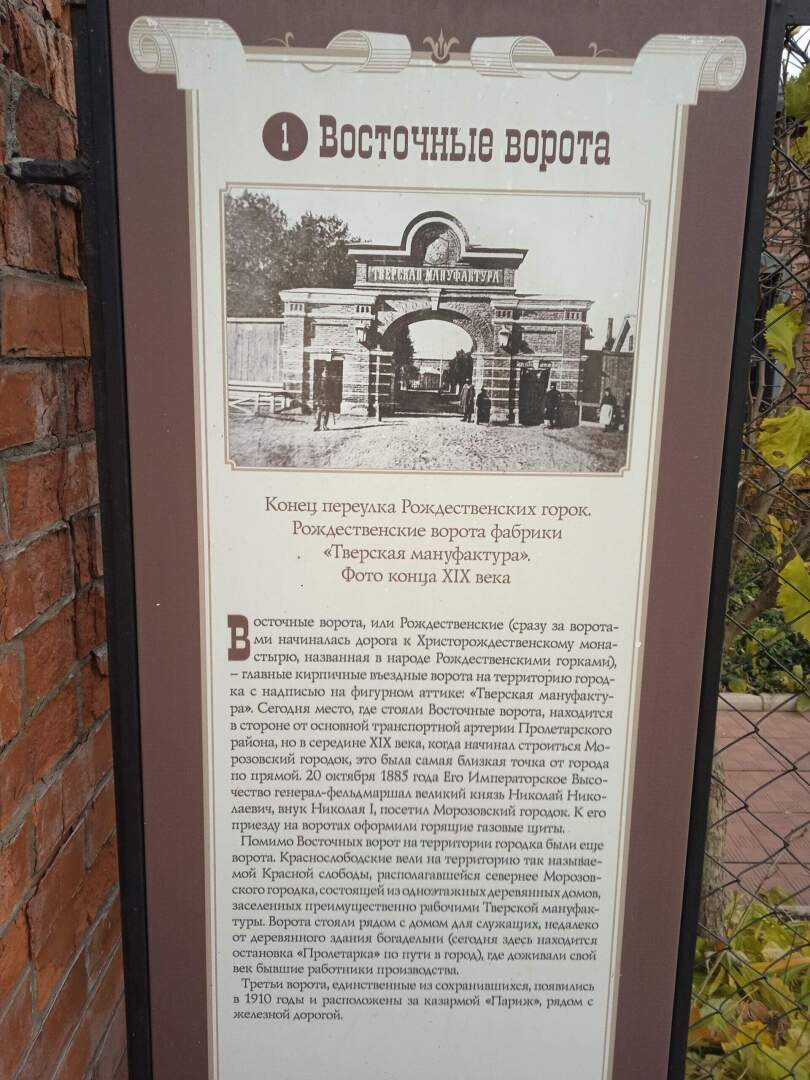 1 Восточные ворота
ТВЕРСКАЯ МАНУФАКТУРА
Конец переулка Рождественских горок.
Рождественские ворота фабрики
«Тверская мануфактура».
Фото конца XIX века
Восточные ворота, или Рождественские (сразу за ворота-
ми начиналась дорога к Христорождественскому мона-
стырю, названная в народе Рождественскими горками),
– главные кирпичные въездные ворота на территорию город-
ка с надписью на фигурном аттике: «Тверская мануфакту-
ра». Сегодня место, где стояли Восточные ворота, находится
в стороне от основной транспортной артерии Пролетарского
района, но в середине XIX века, когда начинал строиться Мо-
розовский городок, это была самая близкая точка от города
по прямой. 20 октября 1885 года Его Императорское Высо-
чество генерал-фельдмаршал великий князь Николай Нико-
лаевич, внук Николая I, посетил Морозовский городок. К его
приезду на воротах оформили горящие газовые щиты.
Помимо Восточных ворот на территории городка были еще
ворота. Краснослободские вели на территорию так называе-
мой Красной слободы, располагавшейся севернее Морозов-
ского городка, состоящей из одноэтажных деревянных домов,
заселенных преимущественно рабочими Тверской мануфак-
туры. Ворота стояли рядом с домом для служащих, недалеко
от деревянного здания богадельни (сегодня здесь находится
остановка «Пролетарка» по пути в город), где доживали свой
век бывшие работники производства.
Третьи ворота, единственные из сохранившихся, появились
в 1910 годы и расположены за казармой «Париж», рядом с
железной дорогой.